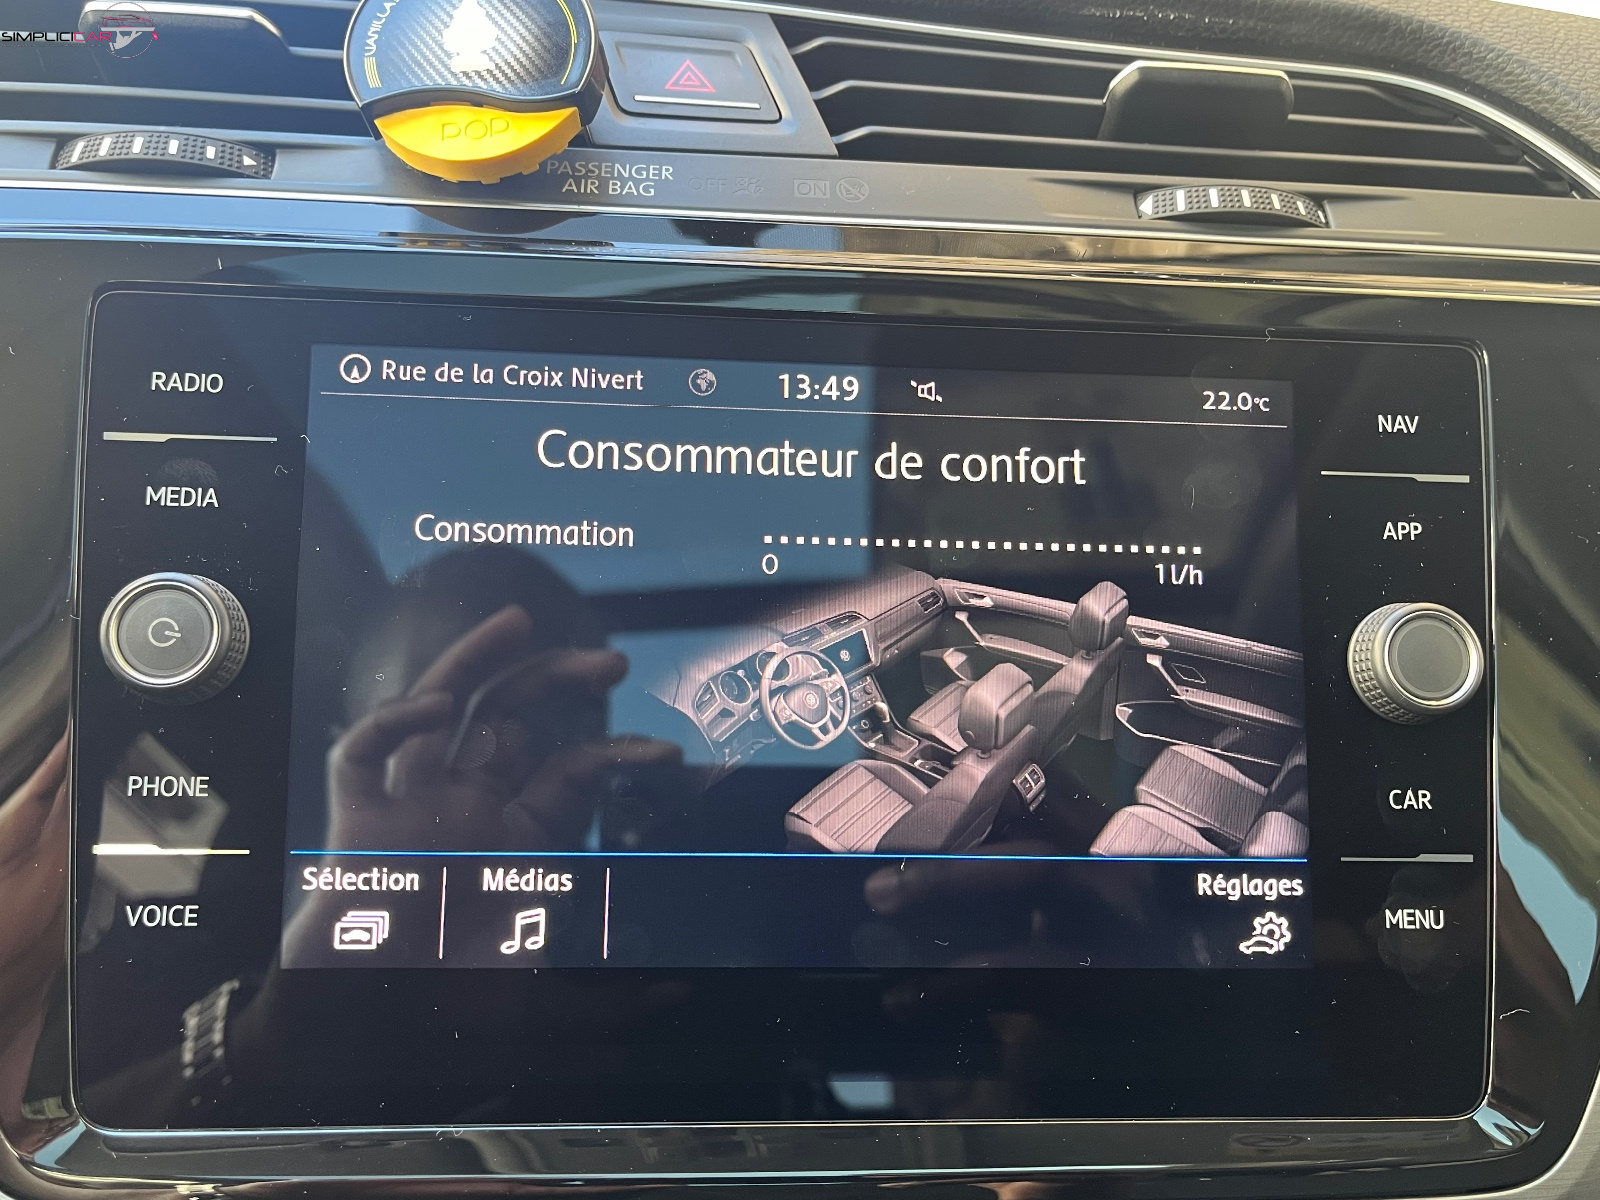 SIMPLICICAR
VANILLA
POP
PASSENGER
AIR BAG
OFF
ON
RADIO
MEDIA
PHONE
VOICE
Rue de la Croix Nivert
13:49
22.0°C
Consommateur de confort
Consommation
0
1 l/h
Sélection
Médias
Réglages
NAV
APP
CAR
MENU